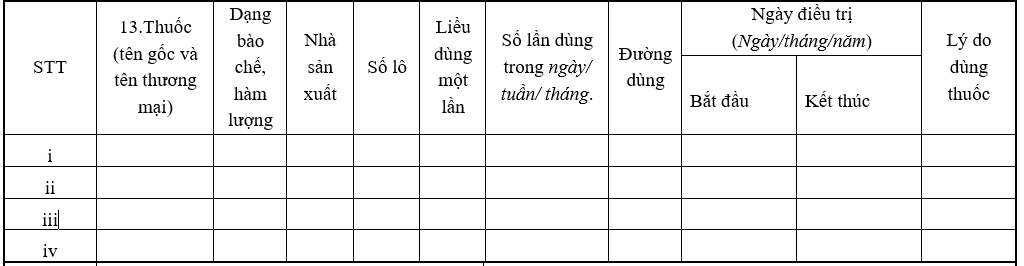 STT
13.Thuốc
(tên gốc và
tên thương
mại)
Dạng
bào
chế,
hàm
lượng
Nhà
sản
xuất
Số lô
Liều
dùng
một
lần
Số lần dùng
trong ngày/
tuần/ tháng.
Đường
dùng
Ngày điều trị
(Ngày/tháng/năm)
Bắt đầu
Kết thúc
Lý do
dùng
thuốc
i
ii
iii
iv